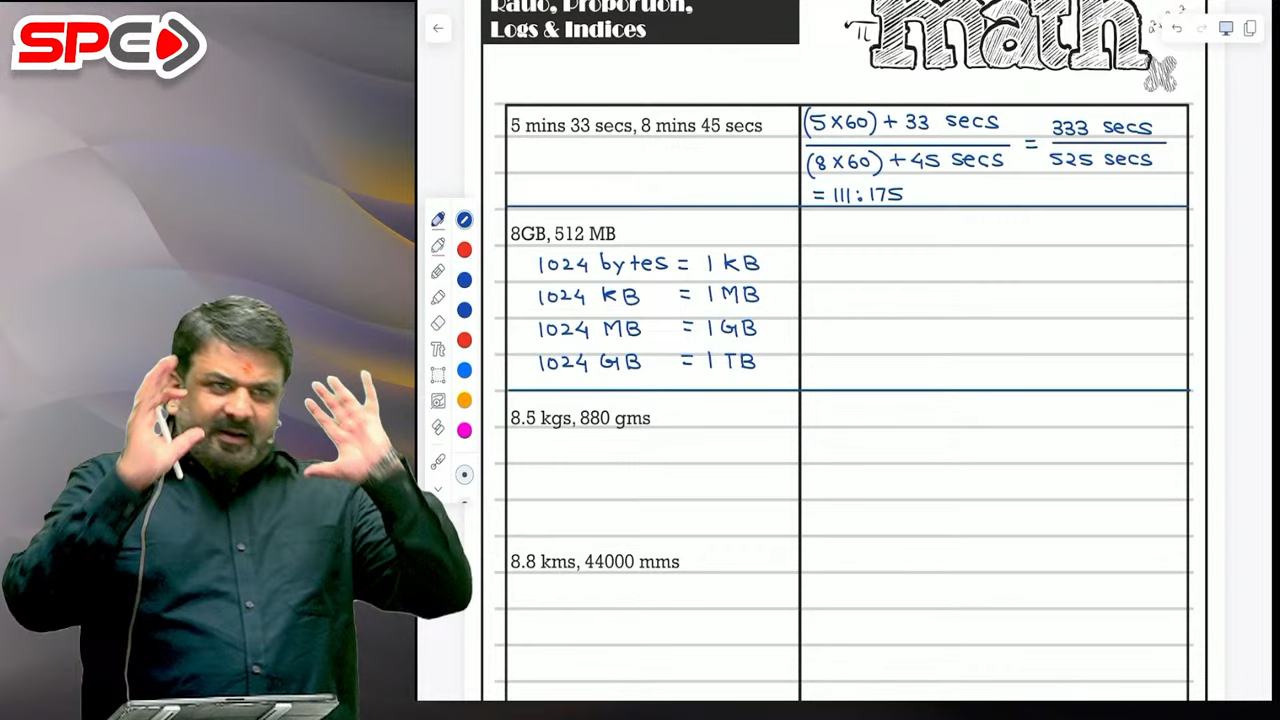 SPE
Ratio, Proportion,
Logs & Indices
π
math
5 mins 33 secs, 8 mins 45 secs
(5×60) + 33 secs
(8×60) + 45 secs
=
333 secs
525 secs
= 111:175
8GB, 512 MB
1024 bytes = 1 KB
1024 KB = 1 MB
1024 MB = 1 GB
1024 GB = 1 TB
Tt
8.5 kgs, 880 gms
8.8 kms, 44000 mms